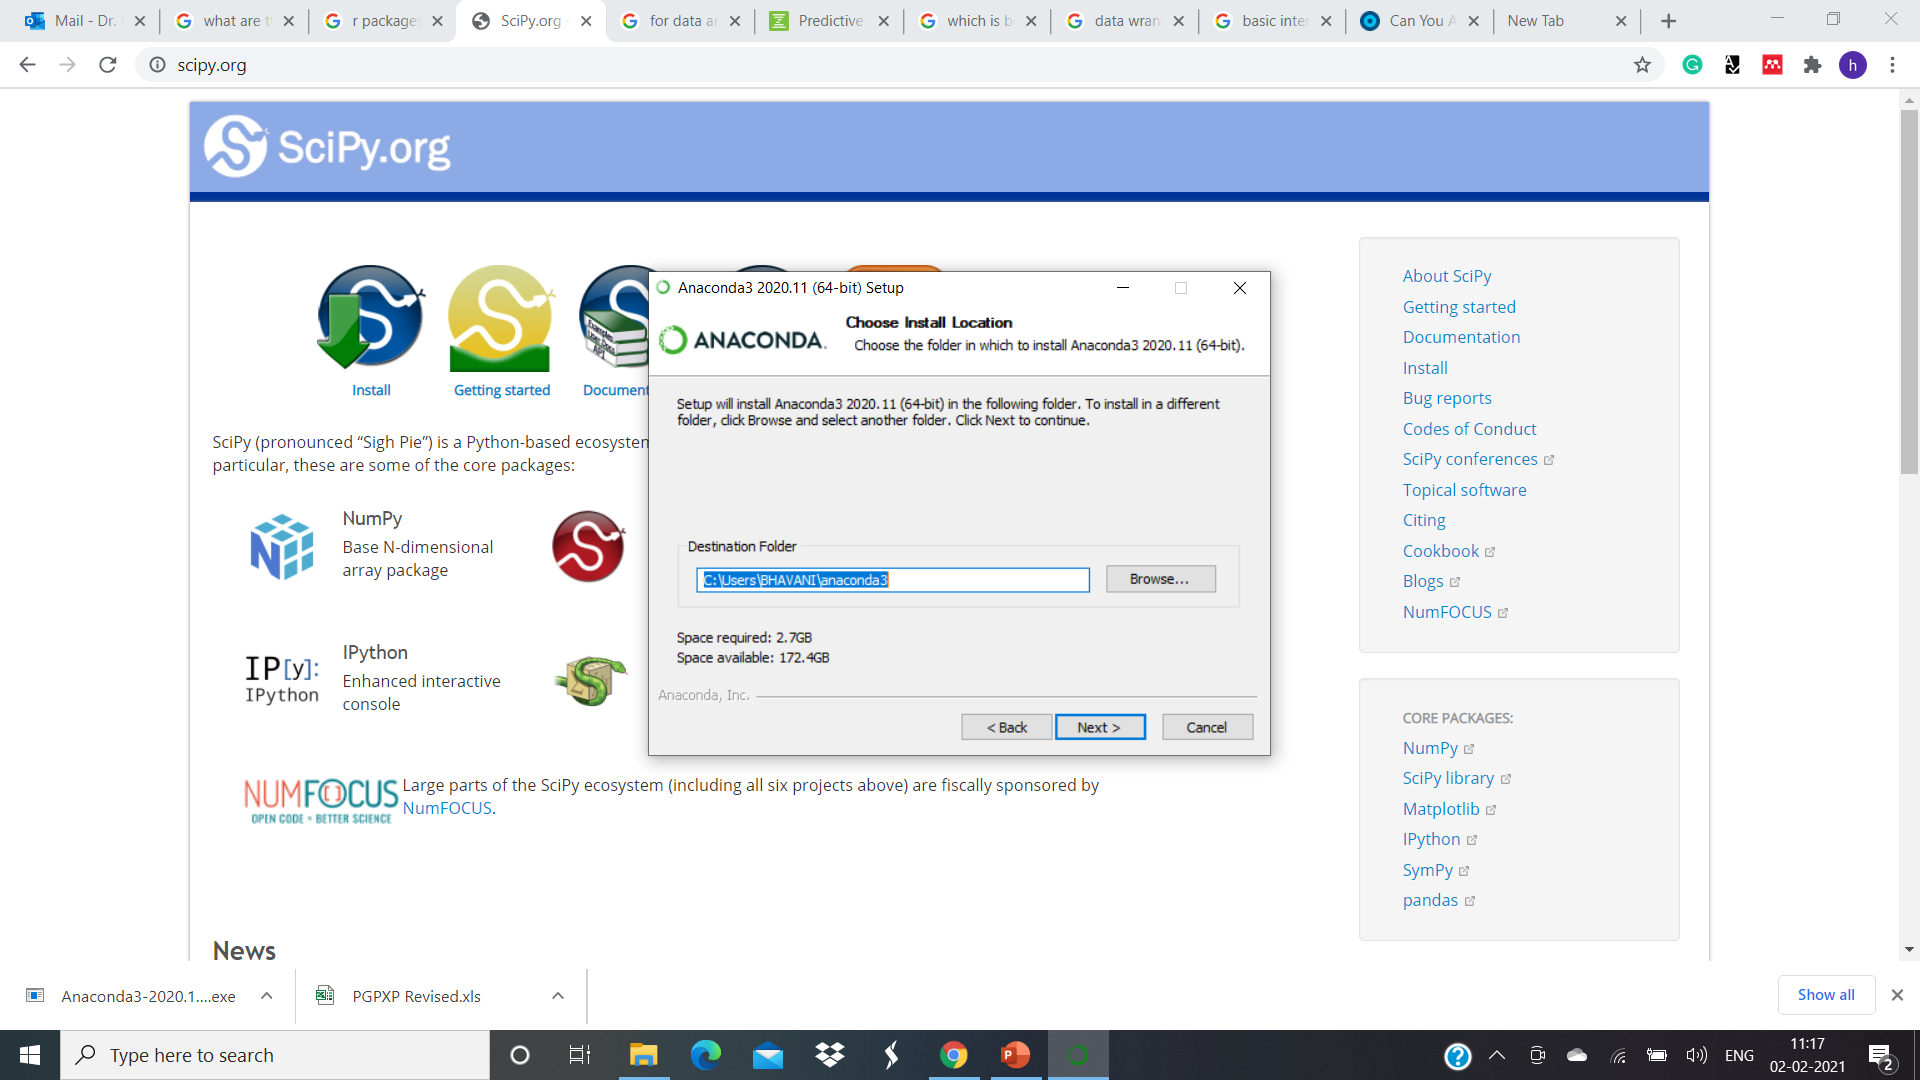 Mail - Dr.
what are t
r package
SciPy.org
for data a
Predictive
which is b
data wran
basic inte
Can You A
New Tab
scipy.org
h
SciPy.org
Install
Getting started
Document
SciPy (pronounced “Sigh Pie”) is a Python-based ecosystem
particular, these are some of the core packages:
NumPy
Base N-dimensional
array package
IP[y]:
IPython
IPython
Enhanced interactive
console
NUMFOCUS
OPEN CODE = BETTER SCIENCE
Large parts of the SciPy ecosystem (including all six projects above) are fiscally sponsored by
NumFOCUS.
News
Anaconda3 2020.11 (64-bit) Setup
ANACONDA.
Choose Install Location
Choose the folder in which to install Anaconda3 2020.11 (64-bit).
Setup will install Anaconda3 2020.11 (64-bit) in the following folder. To install in a different
folder, click Browse and select another folder. Click Next to continue.
Destination Folder
C:\Users\BHAVANI\anaconda3
Browse...
Space required: 2.7GB
Space available: 172.4GB
Anaconda, Inc.
< Back
Next >
Cancel
About SciPy
Getting started
Documentation
Install
Bug reports
Codes of Conduct
SciPy conferences
Topical software
Citing
Cookbook
Blogs
NumFOCUS
CORE PACKAGES:
NumPy
SciPy library
Matplotlib
IPython
SymPy
pandas
Anaconda3-2020.1....exe
PGPXP Revised.xls
Show all
Type here to search
ENG
11:17
02-02-2021
2